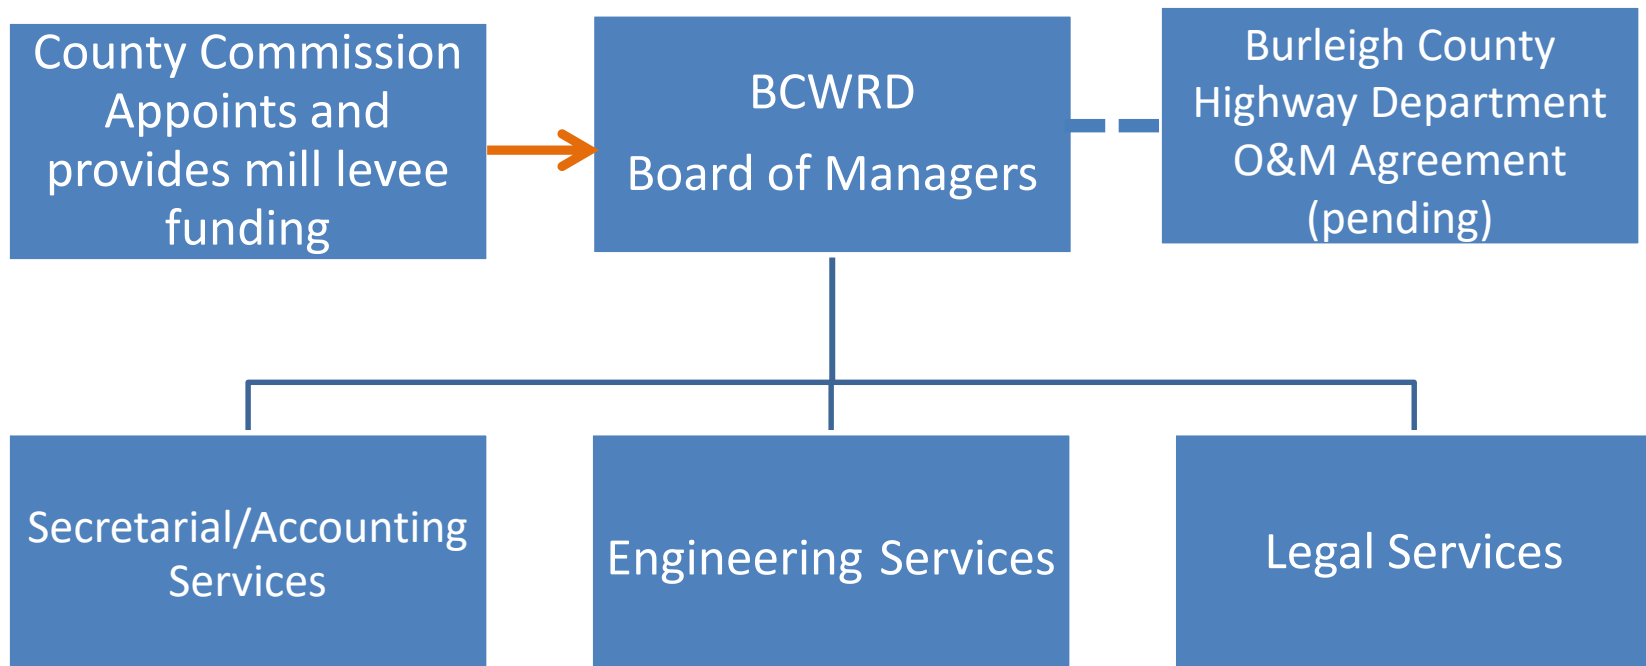 County Commission
Appoints and
provides mill levee
funding
BCWRD
Board of Managers
Burleigh County
Highway Department
O&M Agreement
(pending)
Secretarial/Accounting
Services
Engineering Services
Legal Services